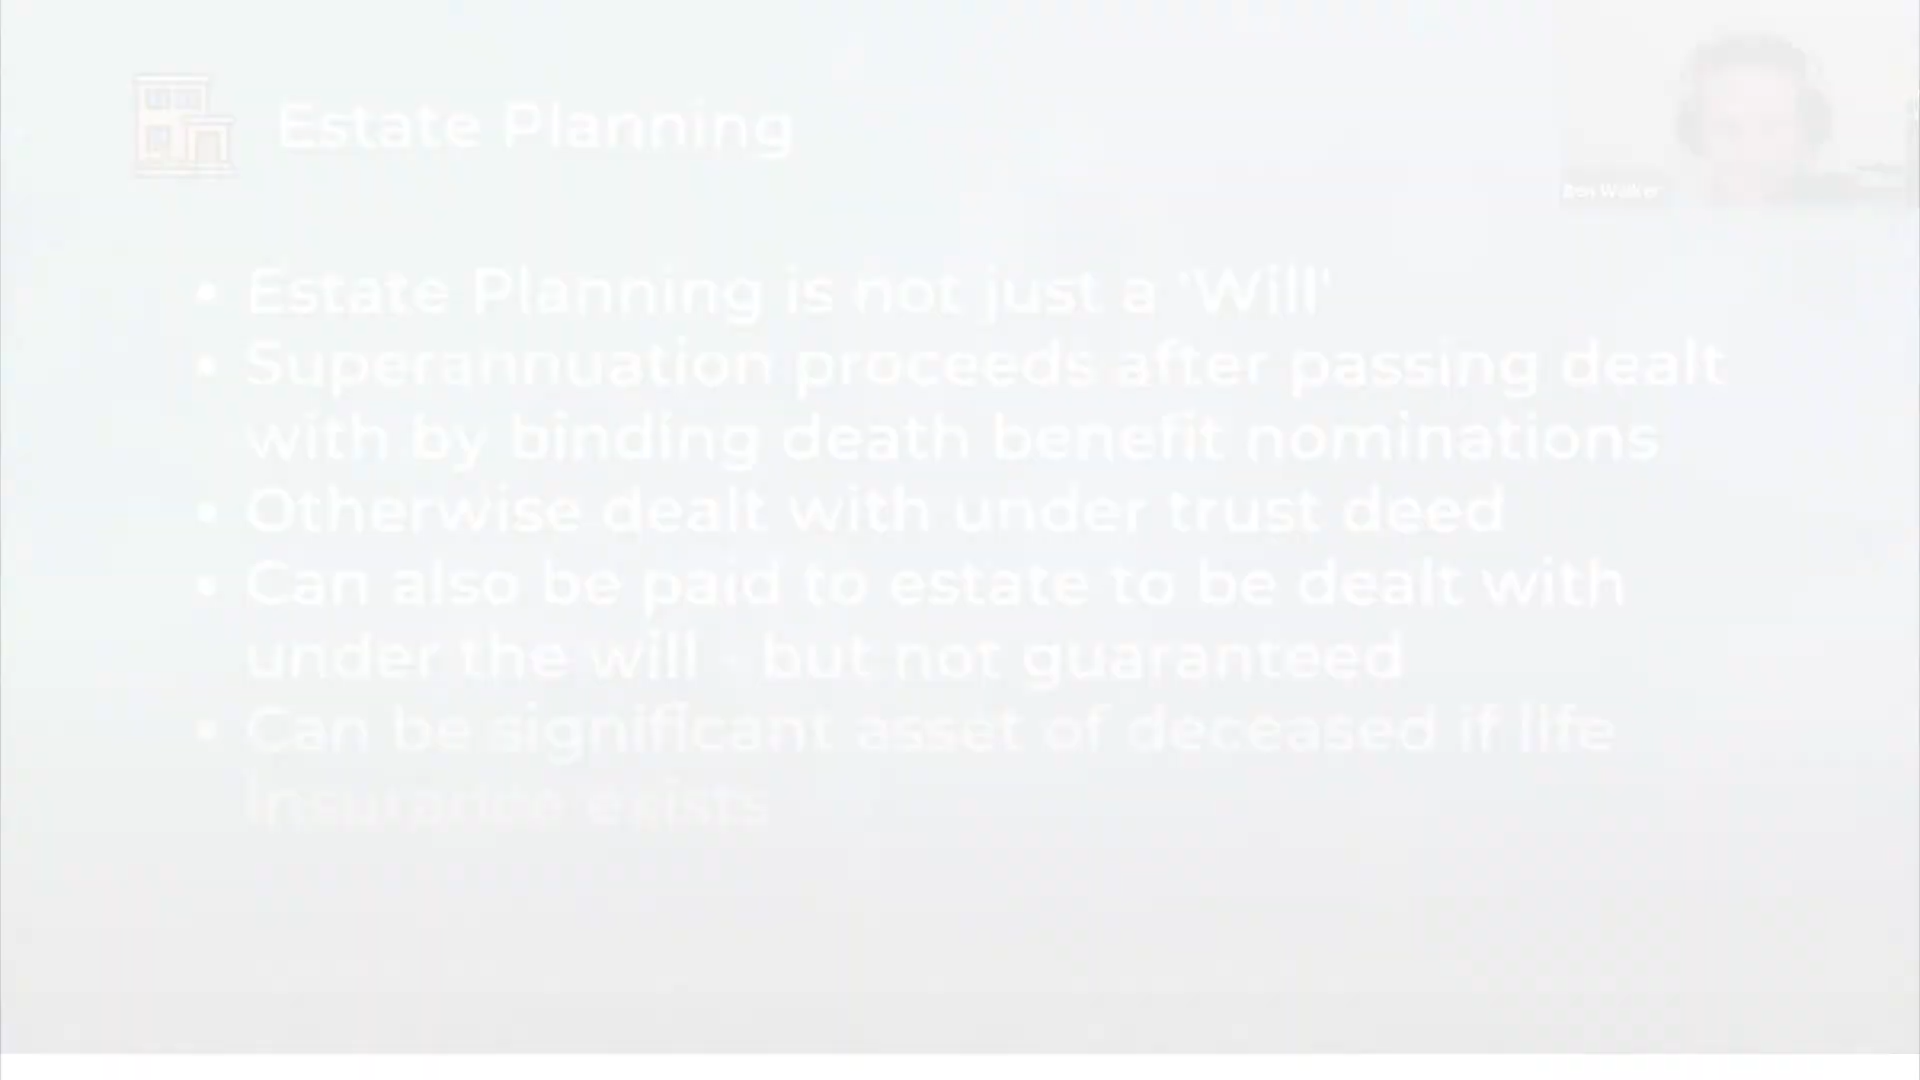 Estate Planning
Ben Walker
• Estate Planning is not just a 'Will'
• Superannuation proceeds after passing dealt
with by binding death benefit nominations
• Otherwise dealt with under trust deed
• Can also be paid to estate to be dealt with
under the will - but not guaranteed
• Can be significant asset of deceased if life
insurance exists